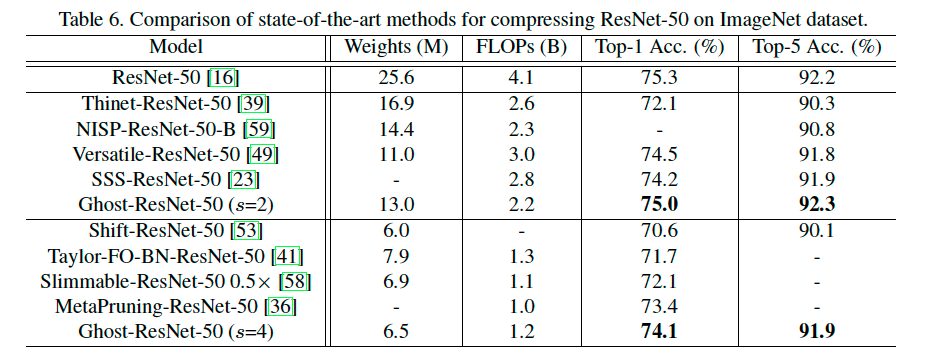 Table 6. Comparison of state-of-the-art methods for compressing ResNet-50 on ImageNet dataset.
Model Weights (M) FLOPs (B) Top-1 Acc. (%) Top-5 Acc. (%)
ResNet-50 [16] 25.6 4.1 75.3 92.2
Thinet-ResNet-50 [39] 16.9 2.6 72.1 90.3
NISP-ResNet-50-B [59] 14.4 2.3 - 90.8
Versatile-ResNet-50 [49] 11.0 3.0 74.5 91.8
SSS-ResNet-50 [23] - 2.8 74.2 91.9
Ghost-ResNet-50 (s=2) 13.0 2.2 75.0 92.3
Shift-ResNet-50 [53] 6.0 - 70.6 90.1
Taylor-FO-BN-ResNet-50 [41] 7.9 1.3 71.7 -
Slimmable-ResNet-50 0.5× [58] 6.9 1.1 72.1 -
MetaPruning-ResNet-50 [36] - 1.0 73.4 -
Ghost-ResNet-50 (s=4) 6.5 1.2 74.1 91.9